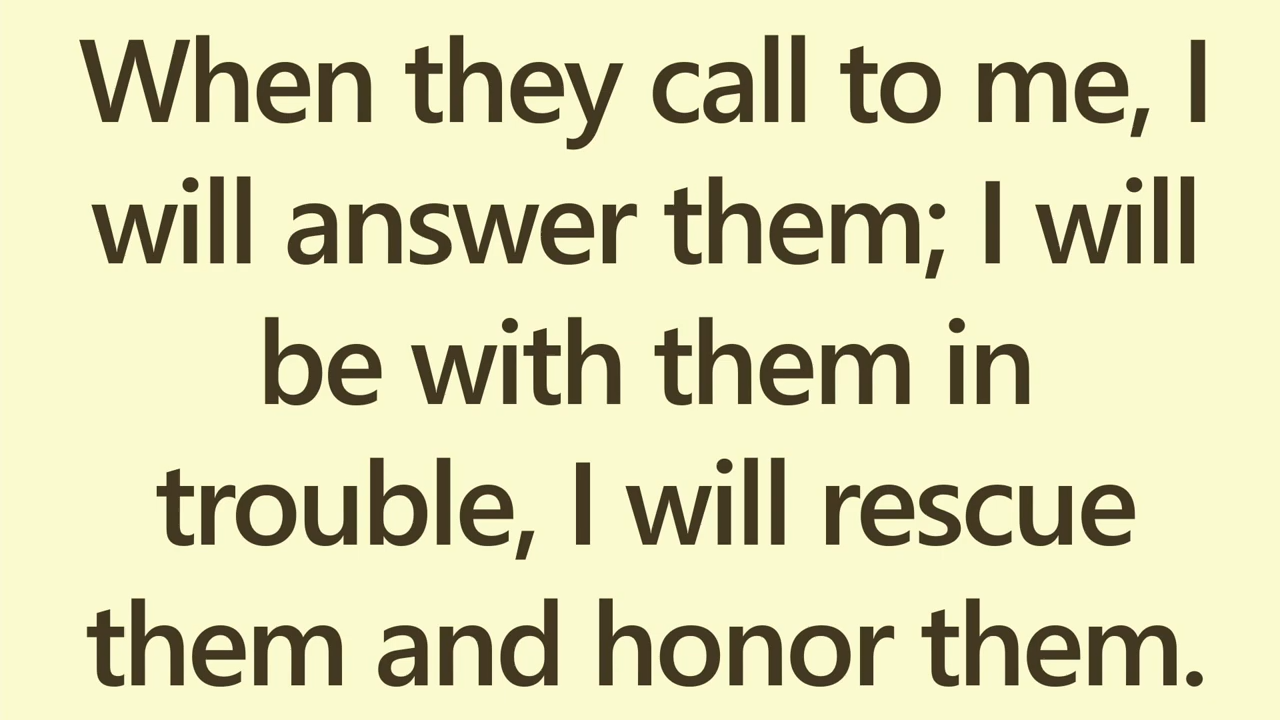 When they call to me, I
will answer them; I will
be with them in
trouble, I will rescue
them and honor them.